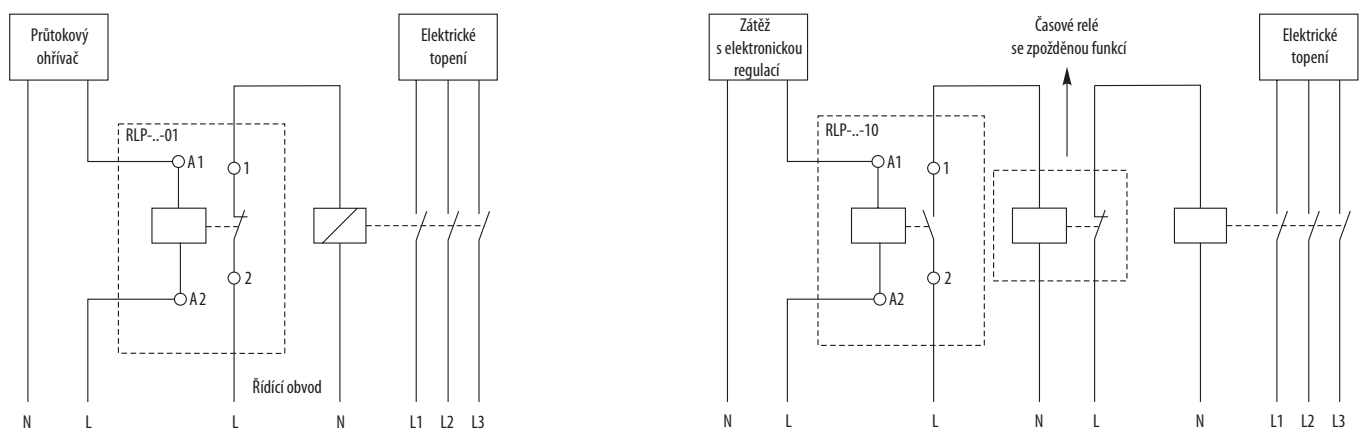 Průtokový
ohřívač
Elektrické
topení
RLP-..-01
A1
1
2
A2
Řídící obvod
N
L
L
N
L1
L2
L3
Zátěž
s elektronickou
regulací
Časové relé
se zpožděnou funkcí
Elektrické
topení
RLP-..-10
A1
1
2
A2
N
L
L
N
L
N
L1
L2
L3